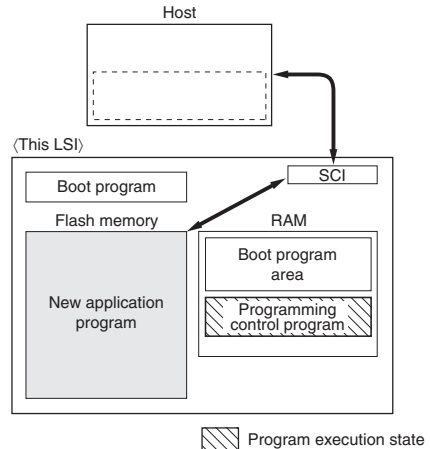 Host
〈This LSI〉
SCI
Boot program
Flash memory
RAM
Boot program
area
New application
program
Programming
control program
Program execution state